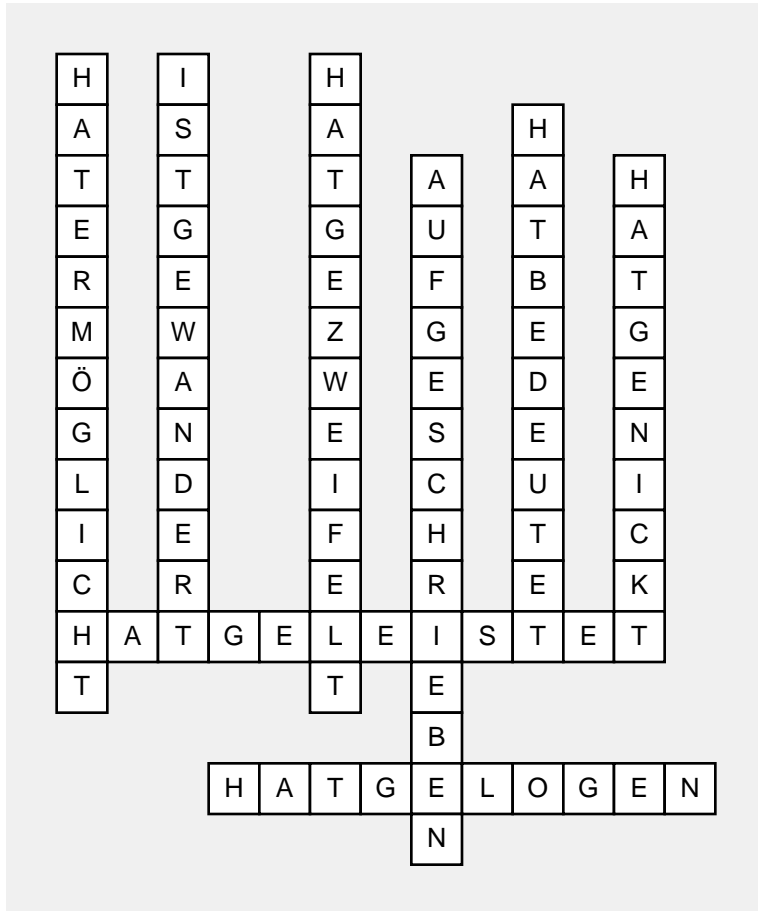 HATERMÖGLICHT
ISTGEWANDERT
HATGEZWEIFELT
AUFGESCHRIEBEN
HATBEDEUTET
HATGENICKT
HATGELEISTET
HATGELOGEN